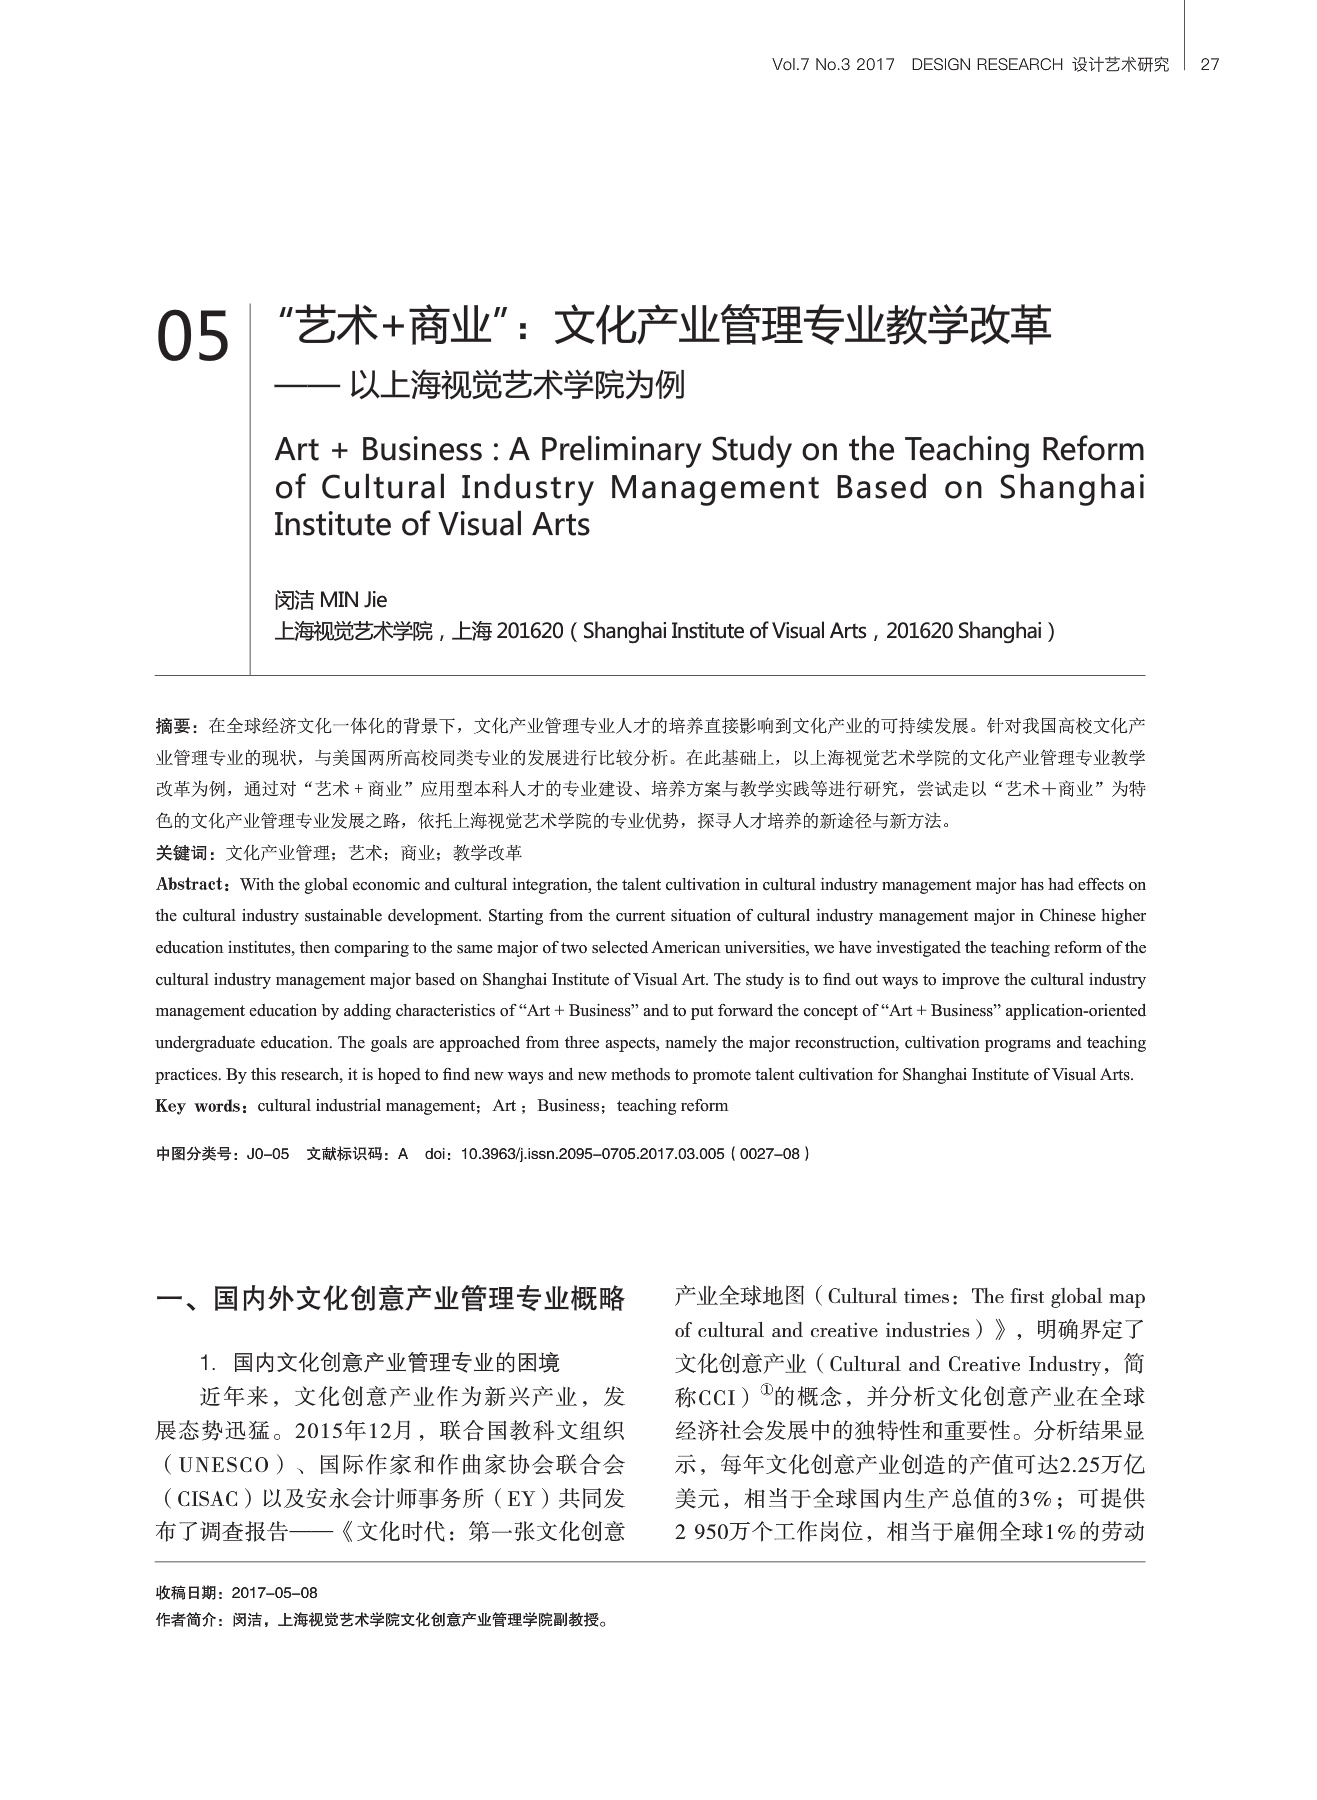 Vol.7 No.3 2017 DESIGN RESEARCH 设计艺术研究 27
05
“艺术+商业”：文化产业管理专业教学改革
—— 以上海视觉艺术学院为例
Art + Business : A Preliminary Study on the Teaching Reform
of Cultural Industry Management Based on Shanghai
Institute of Visual Arts
闵洁 MIN Jie
上海视觉艺术学院，上海 201620（Shanghai Institute of Visual Arts，201620 Shanghai）
摘要：在全球经济文化一体化的背景下，文化产业管理专业人才的培养直接影响到文化产业的可持续发展。针对我国高校文化产
业管理专业的现状，与美国两所高校同类专业的发展进行比较分析。在此基础上，以上海视觉艺术学院的文化产业管理专业教学
改革为例，通过对“艺术 + 商业”应用型本科人才的专业建设、培养方案与教学实践等进行研究，尝试走以“艺术＋商业”为特
色的文化产业管理专业发展之路，依托上海视觉艺术学院的专业优势，探寻人才培养的新途径与新方法。
关键词：文化产业管理；艺术；商业；教学改革
Abstract：With the global economic and cultural integration, the talent cultivation in cultural industry management major has had effects on
the cultural industry sustainable development. Starting from the current situation of cultural industry management major in Chinese higher
education institutes, then comparing to the same major of two selected American universities, we have investigated the teaching reform of the
cultural industry management major based on Shanghai Institute of Visual Art. The study is to find out ways to improve the cultural industry
management education by adding characteristics of “Art + Business” and to put forward the concept of “Art + Business” application-oriented
undergraduate education. The goals are approached from three aspects, namely the major reconstruction, cultivation programs and teaching
practices. By this research, it is hoped to find new ways and new methods to promote talent cultivation for Shanghai Institute of Visual Arts.
Key words：cultural industrial management；Art；Business；teaching reform
中图分类号：J0-05 文献标识码：A doi：10.3963/j.issn.2095-0705.2017.03.005（0027-08）
一、国内外文化创意产业管理专业概略
1. 国内文化创意产业管理专业的困境
近年来，文化创意产业作为新兴产业，发
展态势迅猛。2015年12月，联合国教科文组织
（UNESCO）、国际作家和作曲家协会联合会
（CISAC）以及安永会计师事务所（EY）共同发
布了调查报告——《文化时代：第一张文化创意
产业全球地图（Cultural times：The first global map
of cultural and creative industries）》，明确界定了
文化创意产业（Cultural and Creative Industry，简
称CCI）①的概念，并分析文化创意产业在全球
经济社会发展中的独特性和重要性。分析结果显
示，每年文化创意产业创造的产值可达2.25万亿
美元，相当于全球国内生产总值的3%；可提供
2 950万个工作岗位，相当于雇佣全球1%的劳动
收稿日期：2017-05-08
作者简介：闵洁，上海视觉艺术学院文化创意产业管理学院副教授。